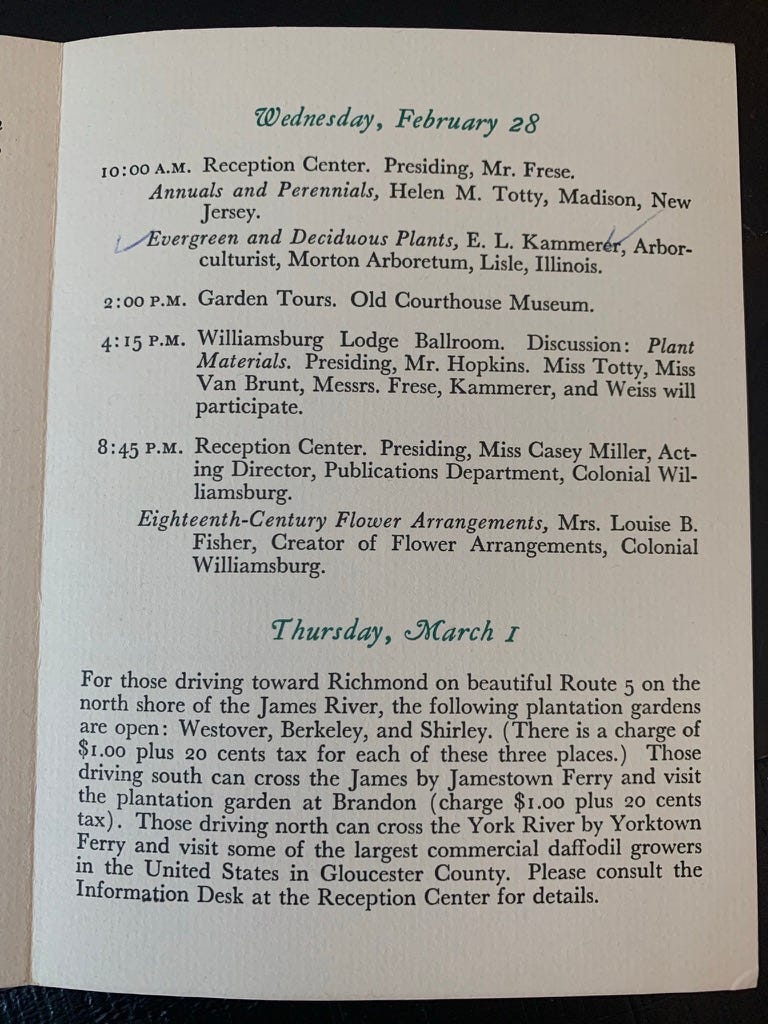 Wednesday, February 28
10:00 A.M. Reception Center. Presiding, Mr. Frese.
Annuals and Perennials, Helen M. Totty, Madison, New
Jersey.
Evergreen and Deciduous Plants, E. L. Kammerer, Arbor-
culturist, Morton Arboretum, Lisle, Illinois.
2:00 P.M. Garden Tours. Old Courthouse Museum.
4:15 P.M. Williamsburg Lodge Ballroom. Discussion: Plant
Materials. Presiding, Mr. Hopkins. Miss Totty, Miss
Van Brunt, Messrs. Frese, Kammerer, and Weiss will
participate.
8:45 P.M. Reception Center. Presiding, Miss Casey Miller, Act-
ing Director, Publications Department, Colonial Wil-
liamsburg.
Eighteenth-Century Flower Arrangements, Mrs. Louise B.
Fisher, Creator of Flower Arrangements, Colonial
Williamsburg.
Thursday, March 1
For those driving toward Richmond on beautiful Route 5 on the
north shore of the James River, the following plantation gardens
are open: Westover, Berkeley, and Shirley. (There is a charge of
$1.00 plus 20 cents tax for each of these three places.) Those
driving south can cross the James by Jamestown Ferry and visit
the plantation garden at Brandon (charge $1.00 plus 20 cents
tax). Those driving north can cross the York River by Yorktown
Ferry and visit some of the largest commercial daffodil growers
in the United States in Gloucester County. Please consult the
Information Desk at the Reception Center for details.